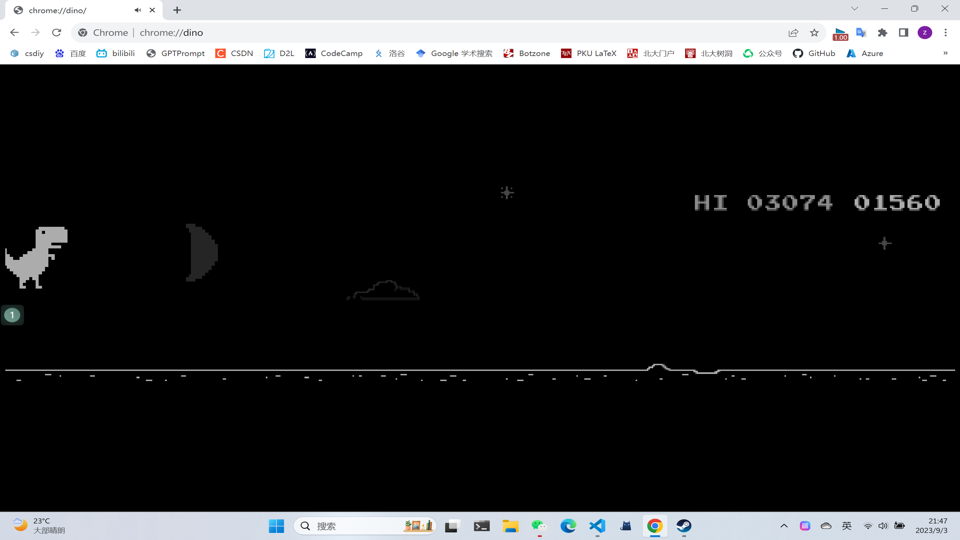 chrome://dino/
Chrome | chrome://dino
1.00
z
csdiy 百度 bilibili GPTPrompt CSDN D2L CodeCamp 洛谷 Google 学术搜索 Botzone PKU LaTeX 北大门户 北大树洞 公众号 GitHub Azure »
HI 03074 01560
1
23°C
大部晴朗
搜索
英
21:47
2023/9/3